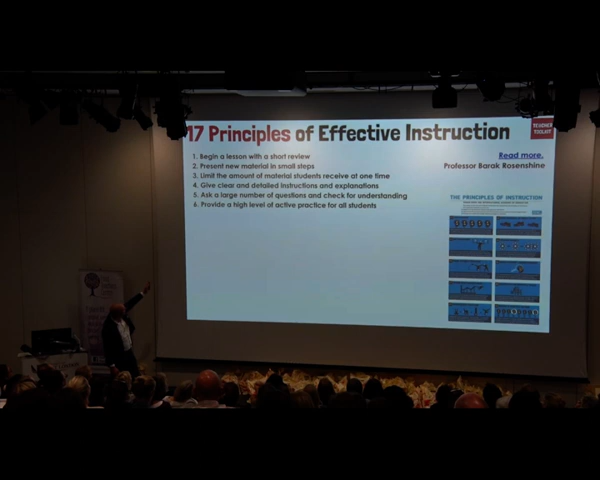 17 Principles of Effective Instruction
TEACHER
TOOLKIT
Read more.
Professor Barak Rosenshine
1. Begin a lesson with a short review
2. Present new material in small steps
3. Limit the amount of material students receive at one time
4. Give clear and detailed instructions and explanations
5. Ask a large number of questions and check for understanding
6. Provide a high level of active practice for all students
THE PRINCIPLES OF INSTRUCTION